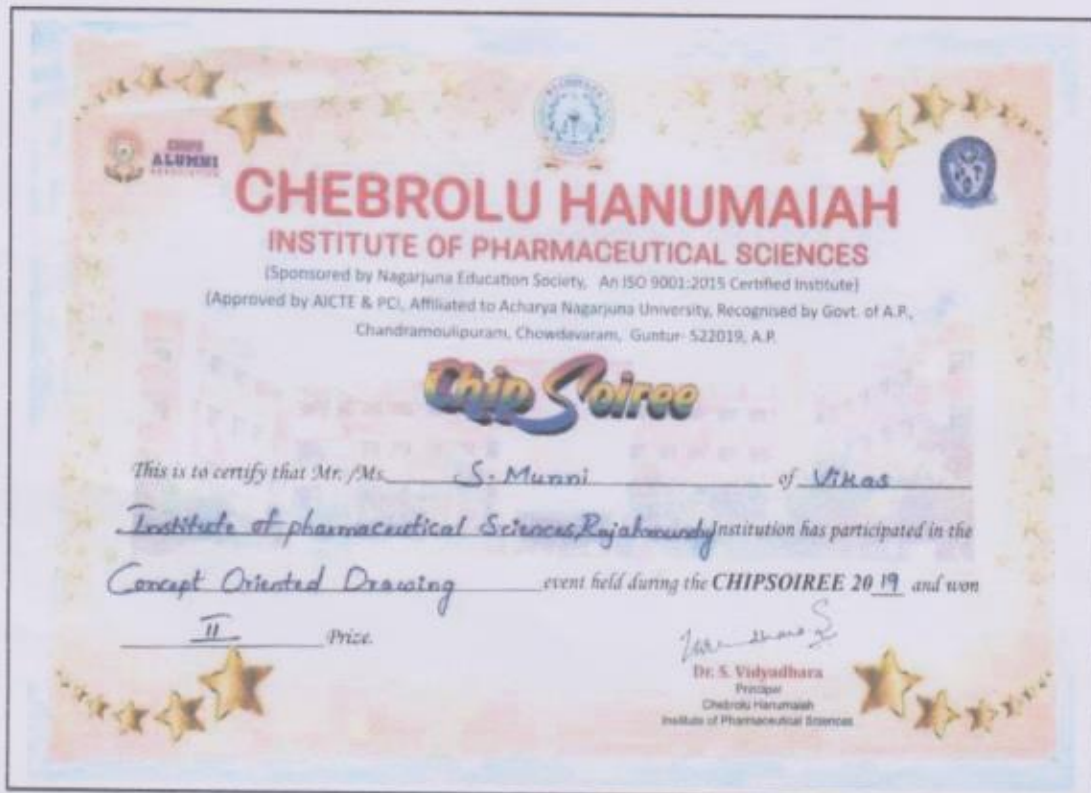 CHIPS
ALUMNI
ASSOCIATION
CHEBROLU HANUMAIAH
INSTITUTE OF PHARMACEUTICAL SCIENCES
(Sponsored by Nagarjuna Education Society, An ISO 9001:2015 Certified Institute)
(Approved by AICTE & PCI, Affiliated to Acharya Nagarjuna University, Recognised by Govt. of A.P.,
Chandramoulipuram, Chowdavaram, Guntur- 522019, A.P.
Chip Soiree
This is to certify that Mr. /Ms. S. Munni of Vikas
Institute of pharmaceutical Sciences, Rajahmundy Institution has participated in the
Concept Oriented Drawing event held during the CHIPSOIREE 2019 and won
II Prize.
Dr. S. Vidyadhara
Principal
Chebrolu Hanumaiah
Institute of Pharmaceutical Sciences